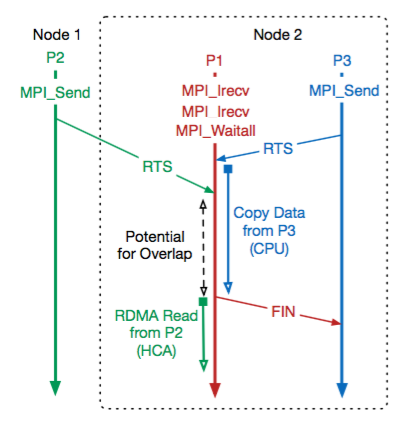 Node 1
Node 2
P2
P1
P3
MPI_Send
MPI_Irecv
MPI_Send
MPI_Irecv
MPI_Waitall
RTS
RTS
Copy Data
from P3
(CPU)
Potential
for Overlap
RDMA Read
from P2
(HCA)
FIN